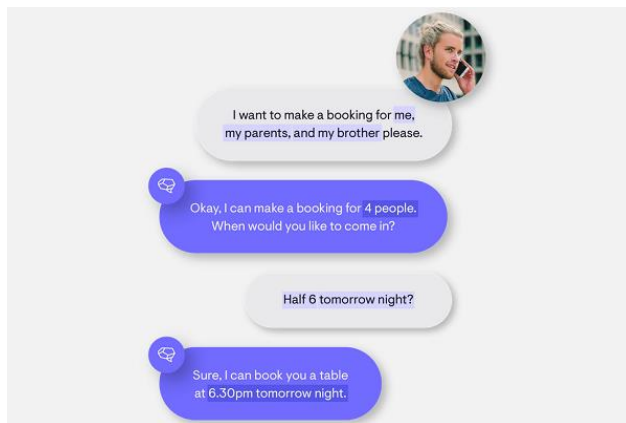 I want to make a booking for me,
my parents, and my brother please.
Okay, I can make a booking for 4 people.
When would you like to come in?
Half 6 tomorrow night?
Sure, I can book you a table
at 6.30pm tomorrow night.